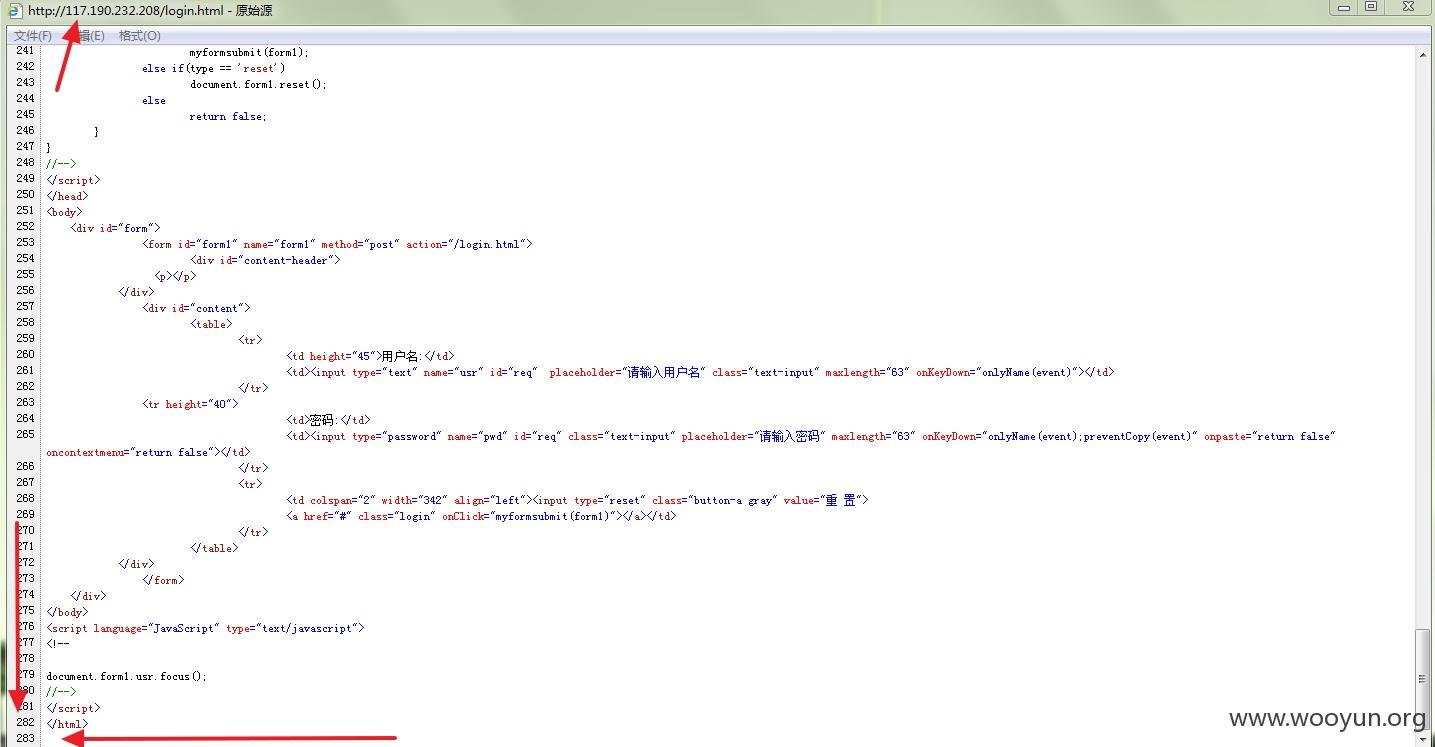 http://117.190.232.208/login.html - 原始源
文件(F) 辑(E) 格式(O)
241 myformsubmit(form1);
242 else if(type == 'reset')
243 document.form1.reset();
244 else
245 return false;
246 }
247 }
248 //-->
249 </script>
250 </head>
251 <body>
252 <div id="form">
253 <form id="form1" name="form1" method="post" action="/login.html">
254 <div id="content-header">
255 <p></p>
256 </div>
257 <div id="content">
258 <table>
259 <tr>
260 <td height="45">用户名:</td>
261 <td><input type="text" name="usr" id="req"  placeholder="请输入用户名" class="text-input" maxlength="63" onKeyDown="onlyName(event)"></td>
262 </tr>
263 <tr height="40">
264 <td>密码:</td>
265 <td><input type="password" name="pwd" id="req" class="text-input" placeholder="请输入密码" maxlength="63" onKeyDown="onlyName(event);preventCopy(event)" onpaste="return false"
oncontextmenu="return false"></td>
266 </tr>
267 <tr>
268 <td colspan="2" width="342" align="left"><input type="reset" class="button-a gray" value="重 置">
269 <a href="#" class="login" onClick="myformsubmit(form1)"></a></td>
270 </tr>
271 </table>
272 </div>
273 </form>
274 </div>
275 </body>
276 <script language="JavaScript" type="text/javascript">
277 <!--
278
279 document.form1.usr.focus();
280 //-->
281 </script>
282 </html>
283
www.wooyun.org